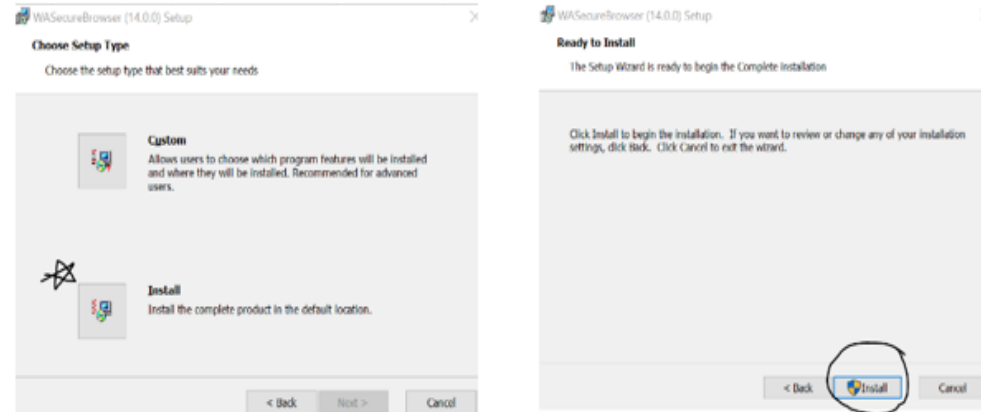 WASecureBrowser (14.0.0) Setup
Choose Setup Type
Choose the setup type that best suits your needs
Custom
Allows users to choose which program features will be installed
and where they will be installed. Recommended for advanced
users.
Install
Install the complete product in the default location.
< Back
Next >
Cancel
WASecureBrowser (14.0.0) Setup
Ready to Install
The Setup Wizard is ready to begin the Complete installation
Click Install to begin the installation. If you want to review or change any of your installation
settings, click Back. Click Cancel to exit the wizard.
< Back
Install
Cancel